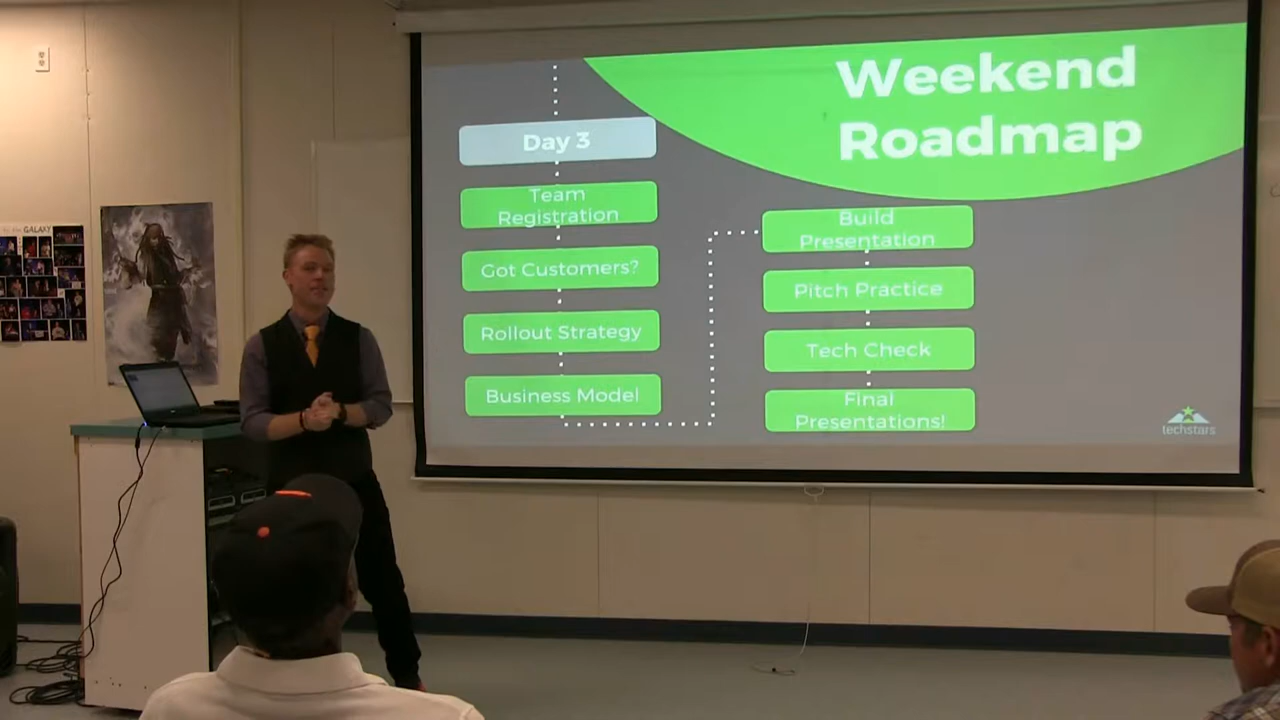 Weekend
Roadmap
Day 3
Team
Registration
Got Customers?
Rollout Strategy
Business Model
Build
Presentation
Pitch Practice
Tech Check
Final
Presentations!
techstars
GALAXY